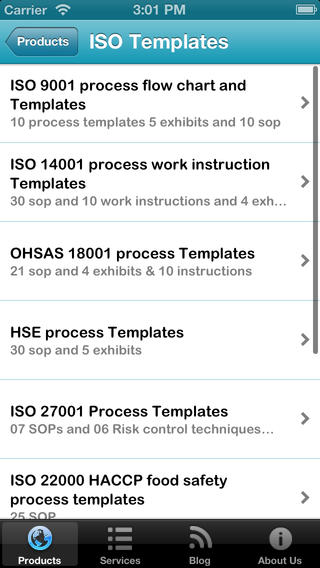 Carrier 3:01 PM
Products ISO Templates
ISO 9001 process flow chart and
Templates
10 process templates 5 exhibits and 10 sop
ISO 14001 process work instruction
Templates
30 sop and 10 work instructions and 4 exh...
OHSAS 18001 process Templates
21 sop and 4 exhibits & 10 instructions
HSE process Templates
30 sop and 5 exhibits
ISO 27001 Process Templates
07 SOPs and 06 Risk control techniques...
ISO 22000 HACCP food safety
process templates
25 SOP
Products Services Blog About Us